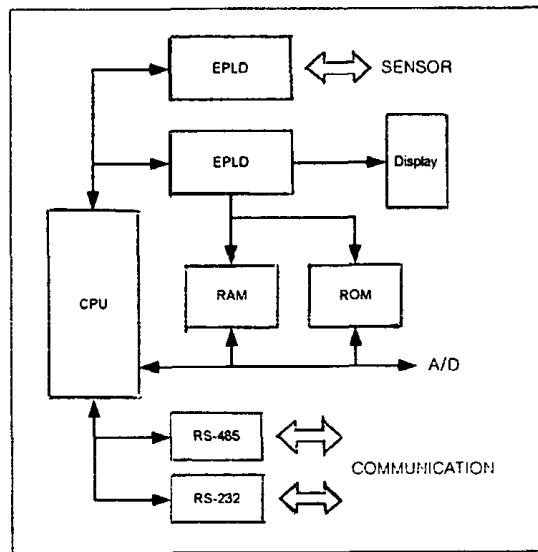 EPLD
SENSOR
EPLD
Display
CPU
RAM
ROM
A/D
RS-485
COMMUNICATION
RS-232